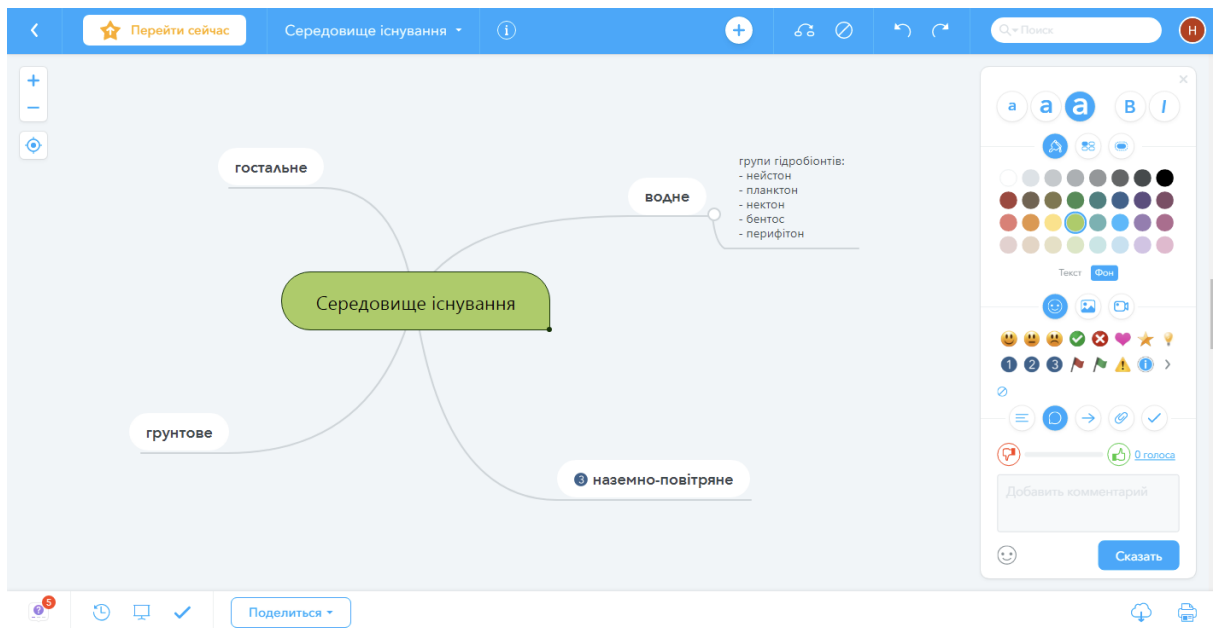 Перейти сейчас
Середовище існування
Поиск
Н
гостальне
водне
групи гідробіонтів:
- нейстон
- планктон
- нектон
- бентос
- перифітон
Середовище існування
грунтове
3 наземно-повітряне
a a a B I
Текст Фон
1 2 3
0 голоса
Добавить комментарий
Сказать
5
Поделиться